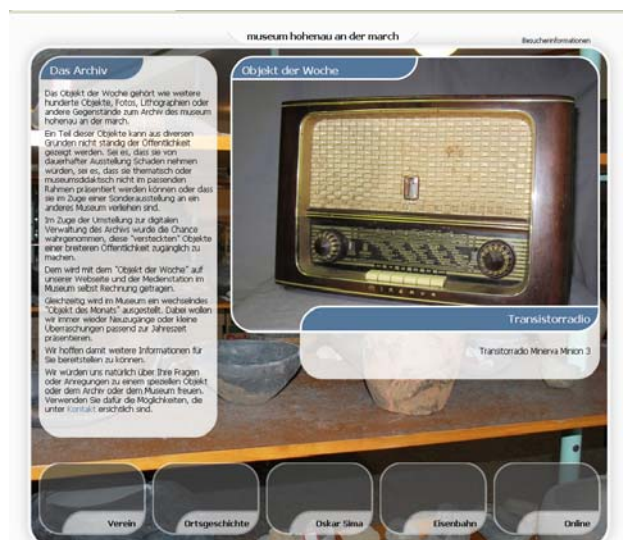 museum hohenau an der march
Besucherinformationen
Das Archiv
Das Objekt der Woche gehört wie weitere
hunderte Objekte, Fotos, Lithographien oder
andere Gegenstände zum Archiv des museum
hohenau an der march.
Ein Teil dieser Objekte kann aus diversen
Gründen nicht ständig der Öffentlichkeit
gezeigt werden. Sei es, dass sie von
dauerhafter Ausstellung Schaden nehmen
würden, sei es, dass sie thematisch oder
museumsdidaktisch nicht im passenden
Rahmen präsentiert werden können oder dass
sie im Zuge einer Sonderausstellung an ein
anderes Museum verliehen sind.
Im Zuge der Umstellung zur digitalen
Verwaltung des Archivs wurde die Chance
wahrgenommen, diese "versteckten" Objekte
einer breiteren Öffentlichkeit zugänglich zu
machen.
Dem wird mit dem "Objekt der Woche" auf
unserer Webseite und der Medienstation im
Museum selbst Rechnung getragen.
Gleichzeitig wird im Museum ein wechselndes
"Objekt des Monats" ausgestellt. Dabei wollen
wir immer wieder Neuzugänge oder kleine
Überraschungen passend zur Jahreszeit
präsentieren.
Wir hoffen damit weitere Informationen für
Sie bereitstellen zu können.
Wir würden uns natürlich über Ihre Fragen
oder Anregungen zu einem speziellen Objekt
oder dem Archiv oder dem Museum freuen.
Verwenden Sie dafür die Möglichkeiten, die
unter Kontakt ersichtlich sind.
Objekt der Woche
minerva
Transistorradio
Transitorradio Minerva Minion 3
Verein
Ortsgeschichte
Oskar Sima
Eisenbahn
Online